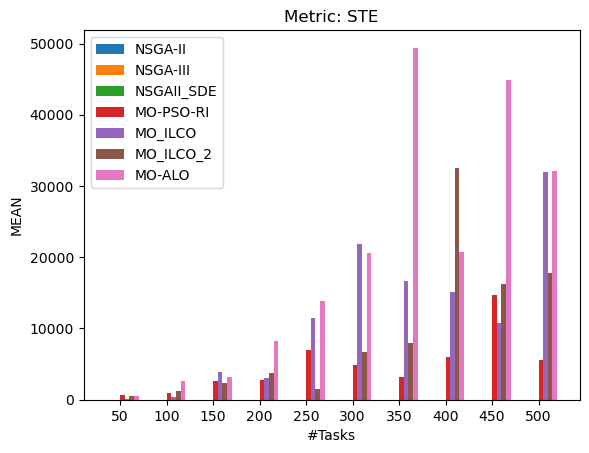 Metric: STE
50000
40000
30000
20000
10000
0
MEAN
NSGA-II
NSGA-III
NSGAII_SDE
MO-PSO-RI
MO_ILCO
MO_ILCO_2
MO-ALO
50 100 150 200 250 300 350 400 450 500
#Tasks